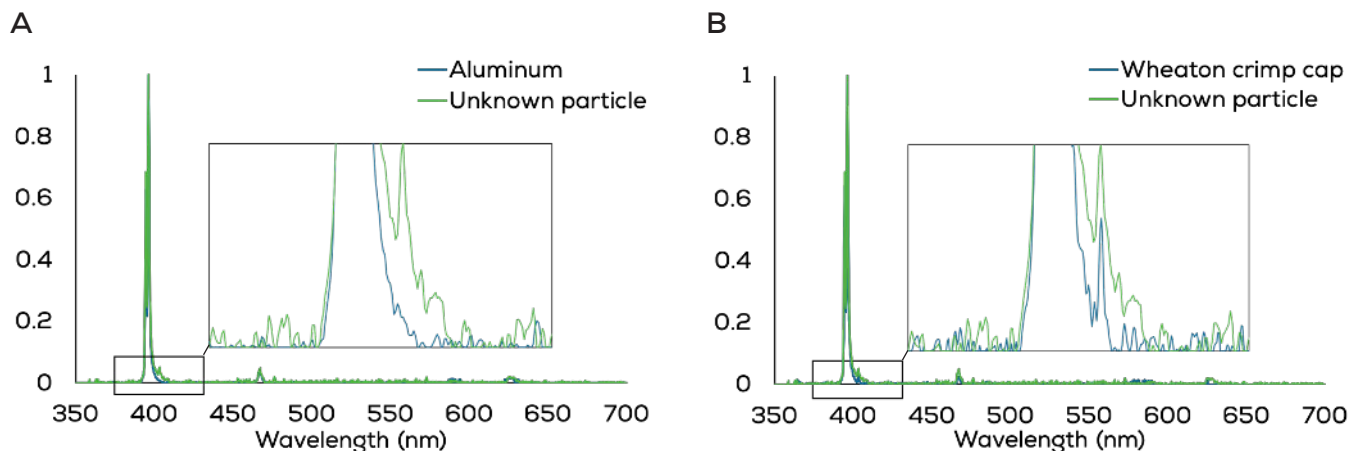 A
B
Aluminum
Unknown particle
Wheaton crimp cap
Unknown particle
1
0.8
0.6
0.4
0.2
0
350 400 450 500 550 600 650 700
Wavelength (nm)
1
0.8
0.6
0.4
0.2
0
350 400 450 500 550 600 650 700
Wavelength (nm)